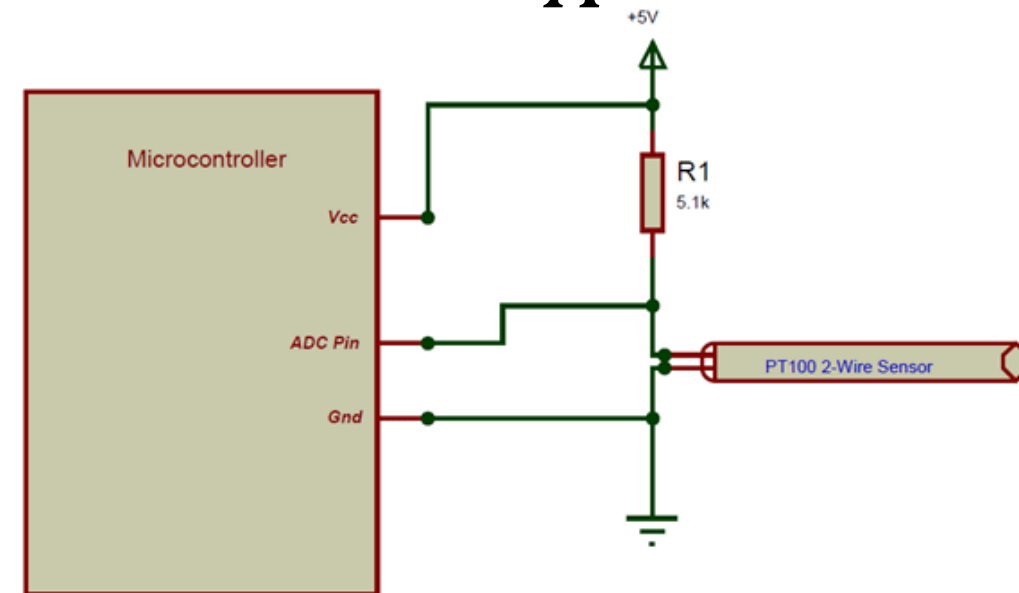 +5V
Microcontroller
R1
5.1k
Vcc
ADC Pin
PT100 2-Wire Sensor
Gnd